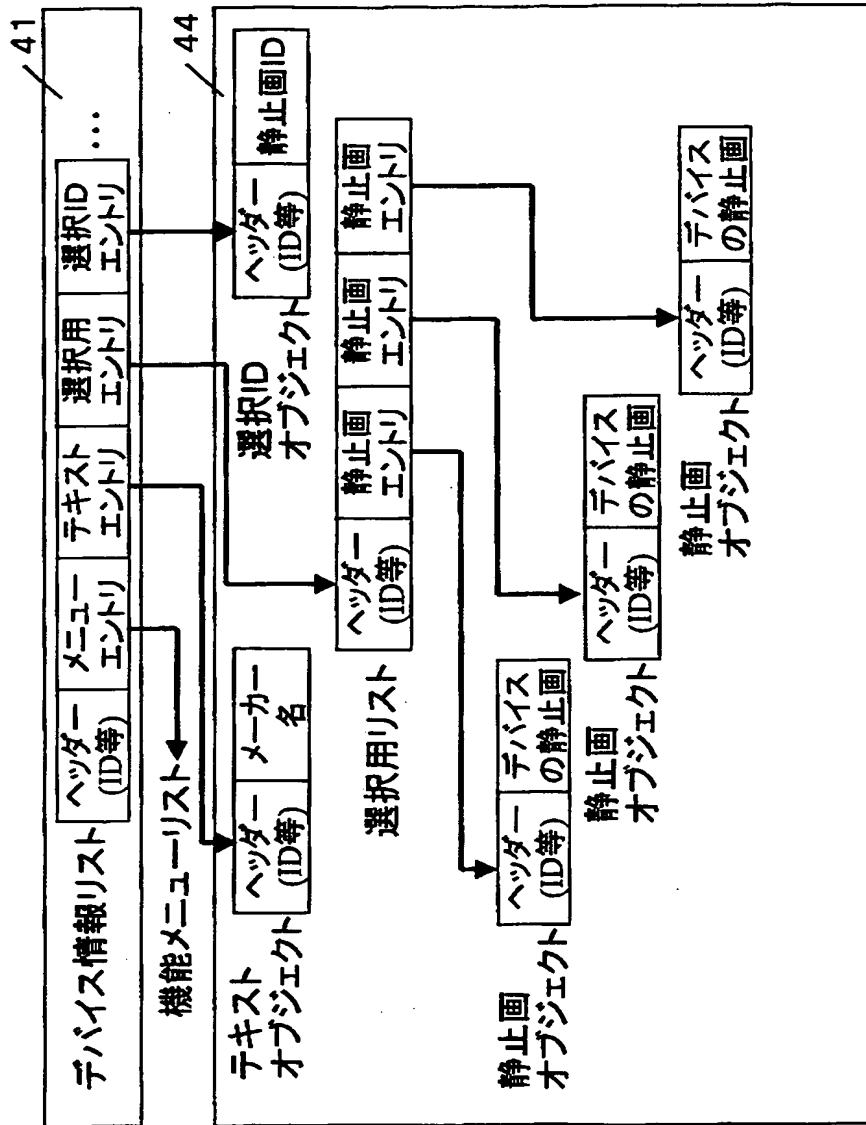 41
デバイス情報リスト
ヘッダー
(ID等)
メニュー
エントリ
テキスト
エントリ
選択用
エントリ
選択ID
エントリ
...
機能メニューリスト
44
テキスト
オブジェクト
ヘッダー
(ID等)
メーカー
名
選択ID
オブジェクト
ヘッダー
(ID等)
静止画ID
選択用リスト
ヘッダー
(ID等)
静止画
エントリ
静止画
エントリ
静止画
エントリ
静止画
オブジェクト
ヘッダー
(ID等)
デバイス
の静止画
静止画
オブジェクト
ヘッダー
(ID等)
デバイス
の静止画
静止画
オブジェクト
ヘッダー
(ID等)
デバイス
の静止画